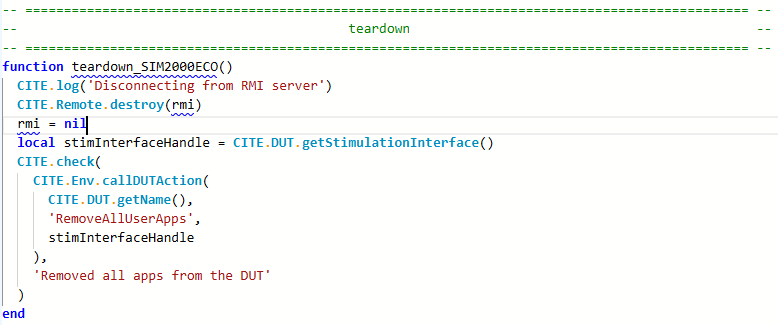 -- ========================================================================================== --
--                                         teardown                                           --
-- ========================================================================================== --
function teardown_SIM2000ECO()
  CITE.log('Disconnecting from RMI server')
  CITE.Remote.destroy(rmi)
  rmi = nil
  local stimInterfaceHandle = CITE.DUT.getStimulationInterface()
  CITE.check(
    CITE.Env.callDUTAction(
      CITE.DUT.getName(),
      'RemoveAllUserApps',
      stimInterfaceHandle
    ),
    'Removed all apps from the DUT'
  )
end